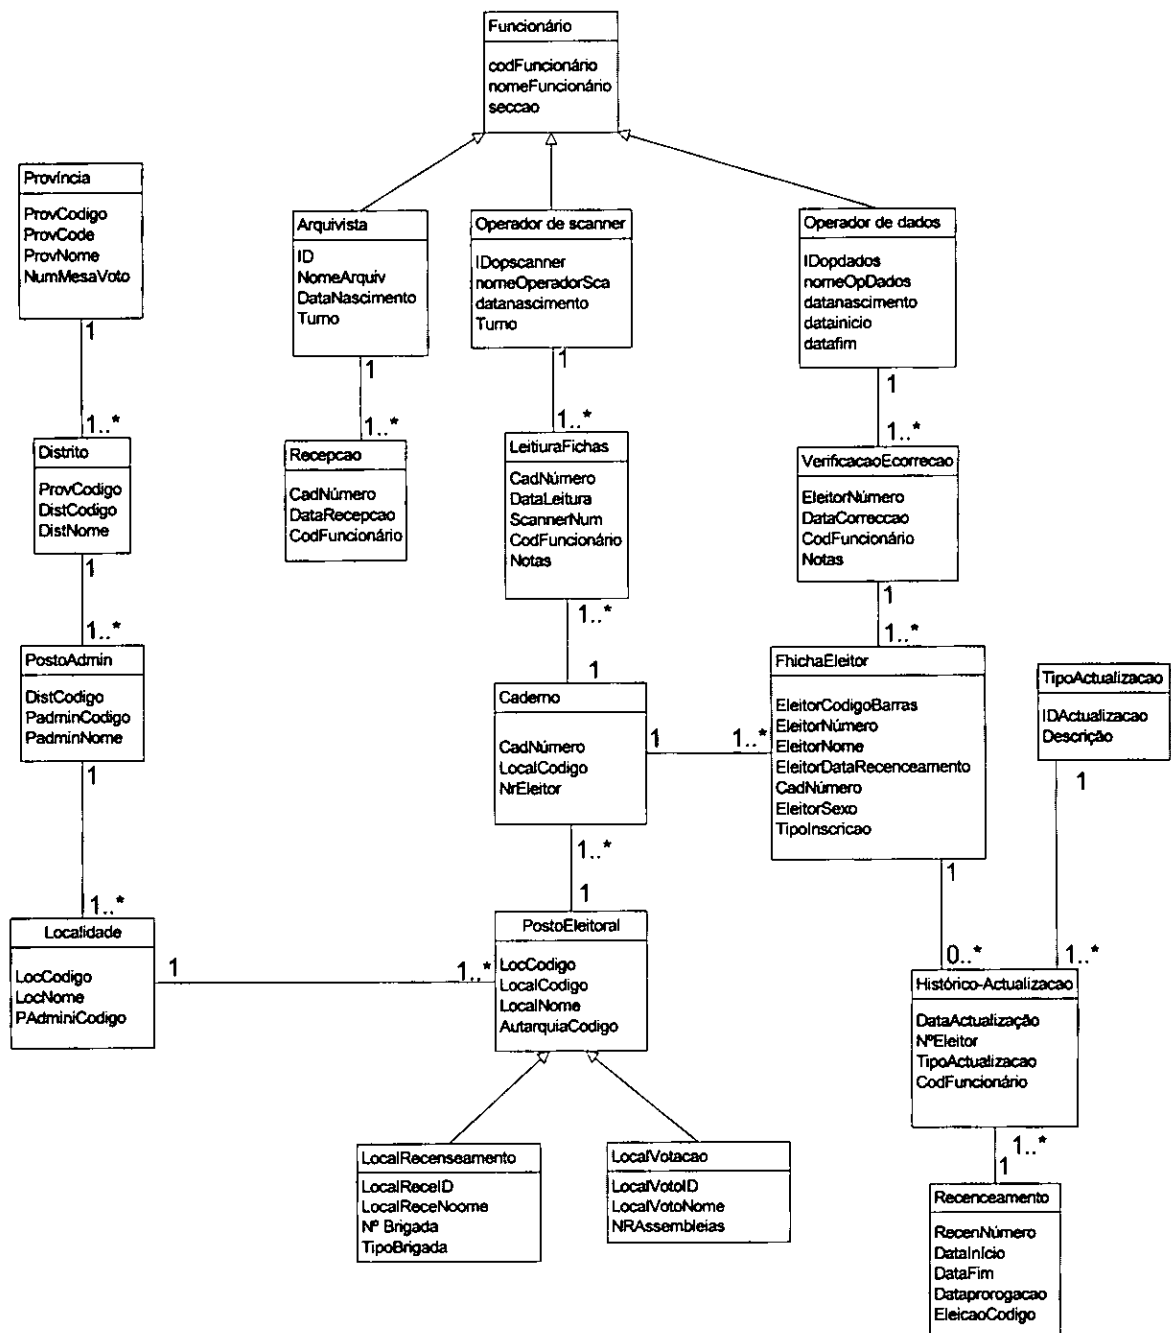 Funcionário
codFuncionário
nomeFuncionário
seccao
Província
ProvCodigo
ProvCode
ProvNome
NumMesaVoto
1
1..*
Arquivista
ID
NomeArquiv
DataNascimento
Turno
1
1..*
Operador de scanner
IDopscanner
nomeOperadorSca
datanascimento
Turno
1
1..*
Operador de dados
IDopdados
nomeOpDados
datanascimento
datainicio
datafim
1
1..*
Distrito
ProvCodigo
DistCodigo
DistNome
1
1..*
Recepcao
CadNúmero
DataRecepcao
CodFuncionário
LeitiuraFichas
CadNúmero
DataLeitura
ScannerNum
CodFuncionário
Notas
1..*
1
VerificacaoEcorrecao
EleitorNúmero
DataCorreccao
CodFuncionário
Notas
1
1..*
PostoAdmin
DistCodigo
PadminCodigo
PadminNome
1
1..*
Caderno
CadNúmero
LocalCodigo
NrEleitor
1
1..*
1..*
1
FhichaEleitor
EleitorCodigoBarras
EleitorNúmero
EleitorNome
EleitorDataRecenceamento
CadNúmero
EleitorSexo
TipoInscricao
1
0..*
TipoActualizacao
IDActualizacao
Descrição
1
1..*
Localidade
LocCodigo
LocNome
PAdminiCodigo
1
1..*
PostoEleitoral
LocCodigo
LocalCodigo
LocalNome
AutarquiaCodigo
Histórico-Actualizacao
DataActualização
NºEleitor
TipoActualizacao
CodFuncionário
1..*
1
LocalRecenseamento
LocalReceID
LocalReceNoome
Nº Brigada
TipoBrigada
LocalVotacao
LocalVotoID
LocalVotoNome
NRAssembleias
Recenceamento
RecenNúmero
DataInício
DataFim
Dataprorogacao
EleicaoCodigo